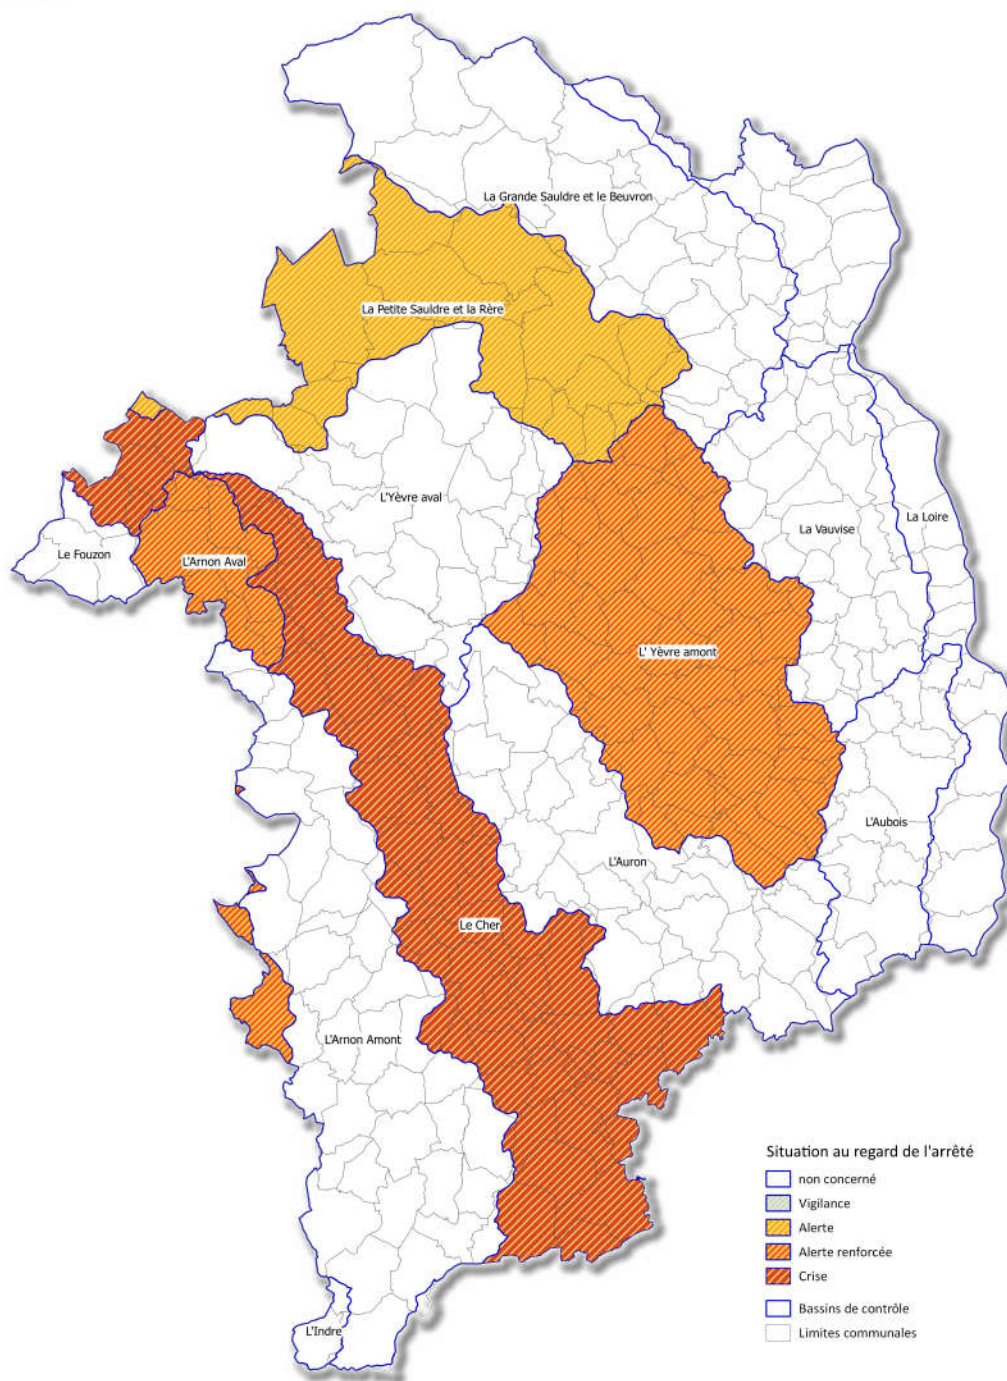 La Grande Sauldre et le Beuvron
La Petite Sauldre et la Rère
L'Yèvre aval
La Loire
La Vauvise
Le Fouzon
L'Arnon Aval
L' Yèvre amont
L'Aubois
L'Auron
Le Cher
L'Arnon Amont
L'Indre
Situation au regard de l'arrêté
non concerné
Vigilance
Alerte
Alerte renforcée
Crise
Bassins de contrôle
Limites communales